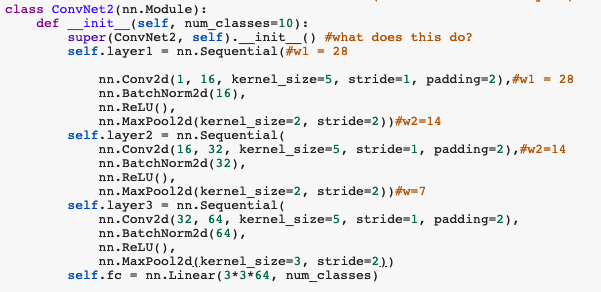 class ConvNet2(nn.Module):
    def __init__(self, num_classes=10):
        super(ConvNet2, self).__init__() #what does this do?
        self.layer1 = nn.Sequential(#w1 = 28

            nn.Conv2d(1, 16, kernel_size=5, stride=1, padding=2),#w1 = 28
            nn.BatchNorm2d(16),
            nn.ReLU(),
            nn.MaxPool2d(kernel_size=2, stride=2))#w2=14
        self.layer2 = nn.Sequential(
            nn.Conv2d(16, 32, kernel_size=5, stride=1, padding=2),#w2=14
            nn.BatchNorm2d(32),
            nn.ReLU(),
            nn.MaxPool2d(kernel_size=2, stride=2))#w=7
        self.layer3 = nn.Sequential(
            nn.Conv2d(32, 64, kernel_size=5, stride=1, padding=2),
            nn.BatchNorm2d(64),
            nn.ReLU(),
            nn.MaxPool2d(kernel_size=3, stride=2))
        self.fc = nn.Linear(3*3*64, num_classes)